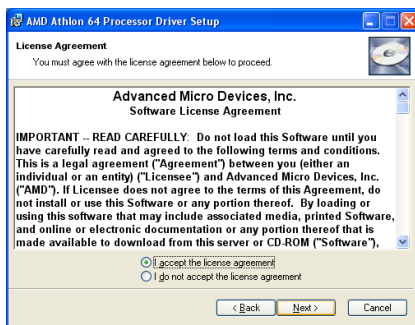 AMD Athlon 64 Processor Driver Setup
License Agreement
You must agree with the license agreement below to proceed.
Advanced Micro Devices, Inc.
Software License Agreement
IMPORTANT -- READ CAREFULLY: Do not load this Software until you
have carefully read and agreed to the following terms and conditions.
This is a legal agreement ("Agreement") between you (either an
individual or an entity) ("Licensee") and Advanced Micro Devices, Inc.
("AMD"). If Licensee does not agree to the terms of this Agreement, do
not install or use this Software or any portion thereof. By loading or
using this software that may include associated media, printed Software,
and online or electronic documentation or any portion thereof that is
made available to download from this server or CD-ROM ("Software"),
I accept the license agreement
I do not accept the license agreement
< Back Next > Cancel